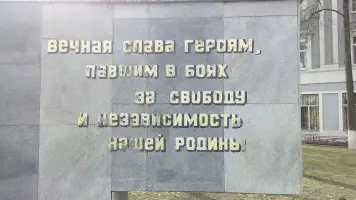 Вечная слава героям,
павшим в боях
за свободу
и независимость
нашей Родины